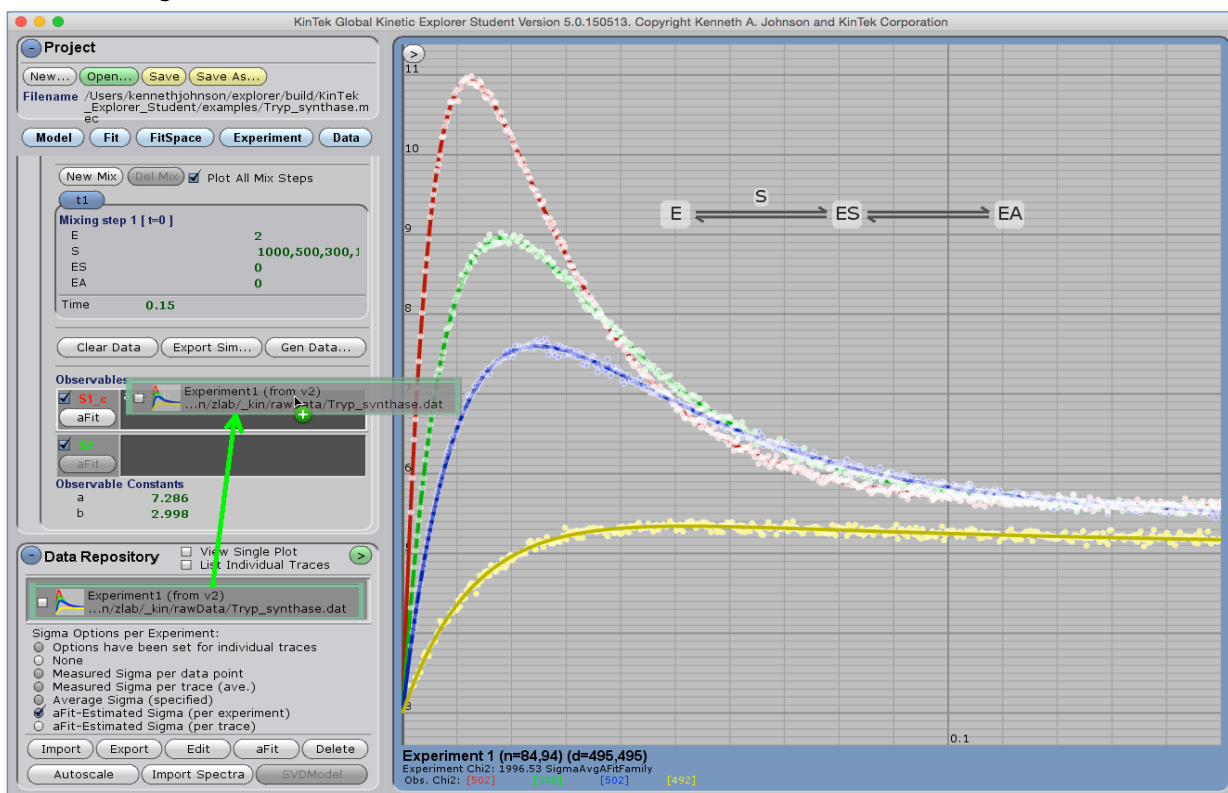 KinTek Global Kinetic Explorer Student Version 5.0.150513. Copyright Kenneth A. Johnson and KinTek Corporation
- Project
New... Open... Save Save As...
Filename /Users/kennethjohnson/explorer/build/KinTek
_Explorer_Student/examples/Tryp_synthase.m
ec
Model Fit FitSpace Experiment Data
New Mix Del Mix Plot All Mix Steps
t1
Mixing step 1 [ t=0 ]
E 2
S 1000,500,300,1
ES 0
EA 0
Time 0.15
Clear Data Export Sim... Gen Data...
Observables
S1_c
aFit
Experiment1 (from v2)
...n/zlab/_kin/rawData/Tryp_synthase.dat
aFit
Observable Constants
a 7.286
b 2.998
- Data Repository
View Single Plot
List Individual Traces
>
Experiment1 (from v2)
...n/zlab/_kin/rawData/Tryp_synthase.dat
Sigma Options per Experiment:
Options have been set for individual traces
None
Measured Sigma per data point
Measured Sigma per trace (ave.)
Average Sigma (specified)
aFit-Estimated Sigma (per experiment)
aFit-Estimated Sigma (per trace)
Import Export Edit aFit Delete
Autoscale Import Spectra SVDModel
>
11
10
9
8
7
6
3
E S ES EA
0.1
Experiment 1 (n=84,94) (d=495,495)
Experiment Chi2: 1996.53 SigmaAvgAFitFamily
Obs. Chi2: [502] [502] [492]